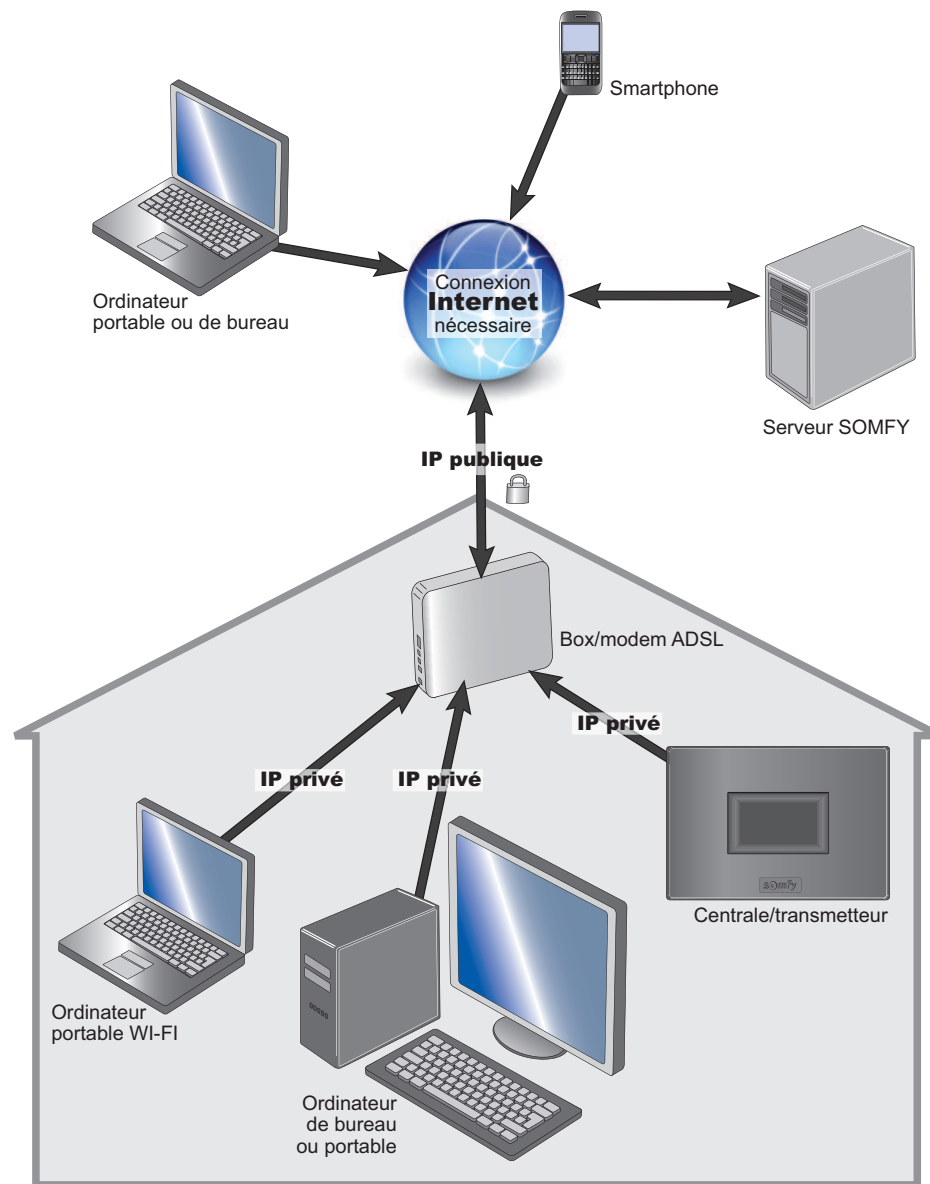 Smartphone
Ordinateur
portable ou de bureau
Connexion
Internet
nécessaire
Serveur SOMFY
IP publique
Box/modem ADSL
IP privé
IP privé
IP privé
somfy
Centrale/transmetteur
Ordinateur
portable WI-FI
Ordinateur
de bureau
ou portable